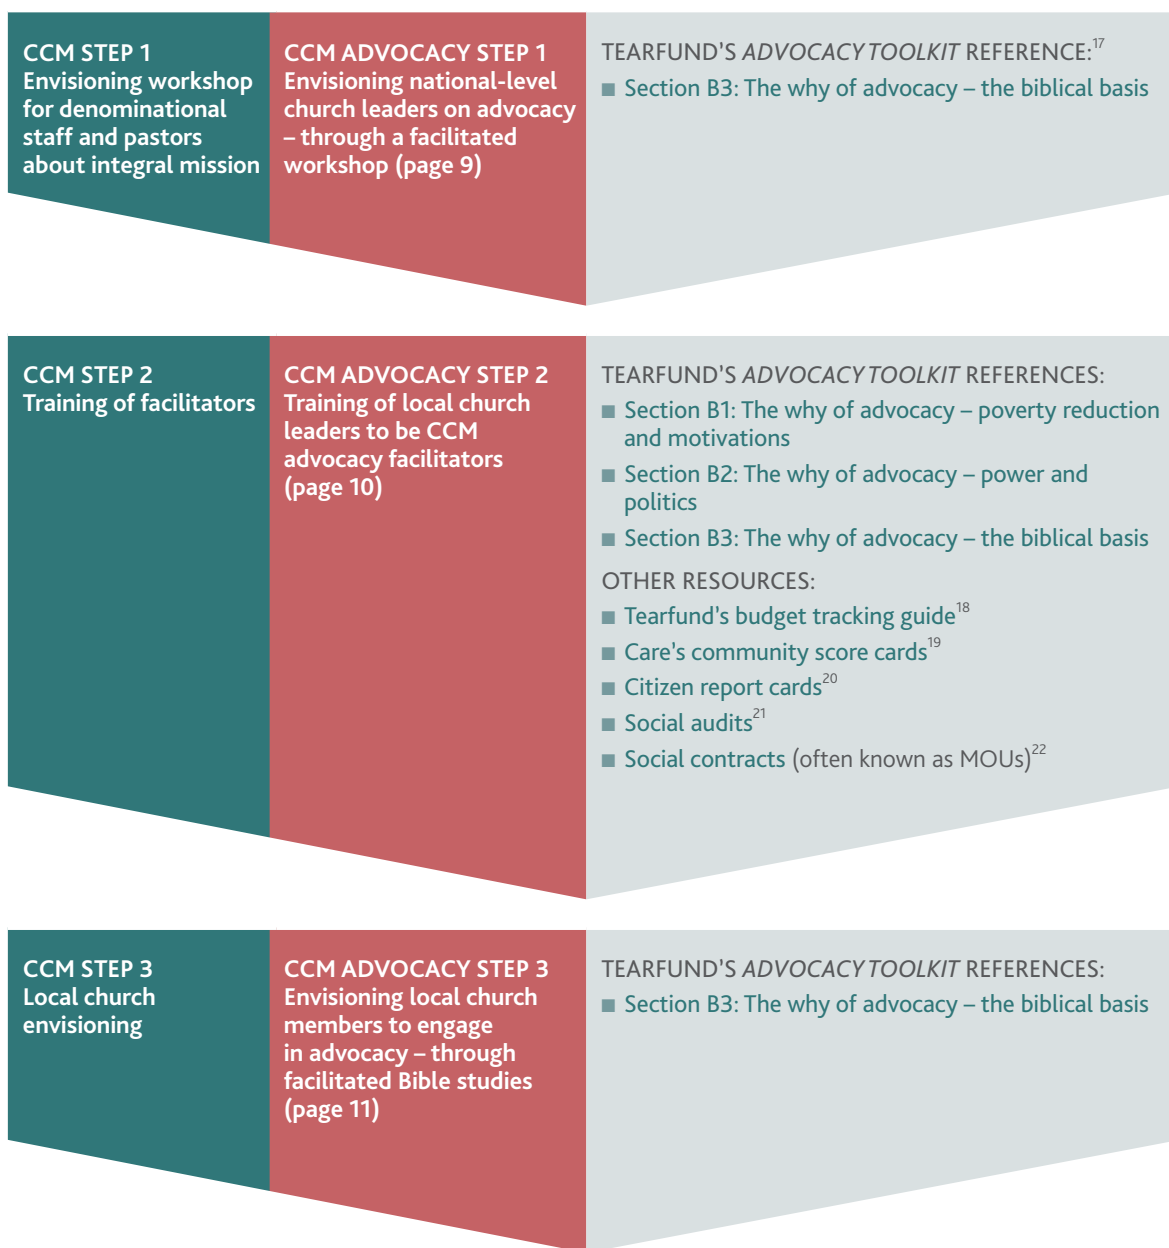 CCM STEP 1
Envisioning workshop
for denominational
staff and pastors
about integral mission
CCM ADVOCACY STEP 1
Envisioning national-level
church leaders on advocacy
– through a facilitated
workshop (page 9)
TEARFUND'S ADVOCACY TOOLKIT REFERENCE:17
■ Section B3: The why of advocacy – the biblical basis
CCM STEP 2
Training of facilitators
CCM ADVOCACY STEP 2
Training of local church
leaders to be CCM
advocacy facilitators
(page 10)
TEARFUND'S ADVOCACY TOOLKIT REFERENCES:
■ Section B1: The why of advocacy – poverty reduction
and motivations
■ Section B2: The why of advocacy – power and
politics
■ Section B3: The why of advocacy – the biblical basis
OTHER RESOURCES:
■ Tearfund's budget tracking guide18
■ Care's community score cards19
■ Citizen report cards20
■ Social audits21
■ Social contracts (often known as MOUs)22
CCM STEP 3
Local church
envisioning
CCM ADVOCACY STEP 3
Envisioning local church
members to engage
in advocacy – through
facilitated Bible studies
(page 11)
TEARFUND'S ADVOCACY TOOLKIT REFERENCES:
■ Section B3: The why of advocacy – the biblical basis